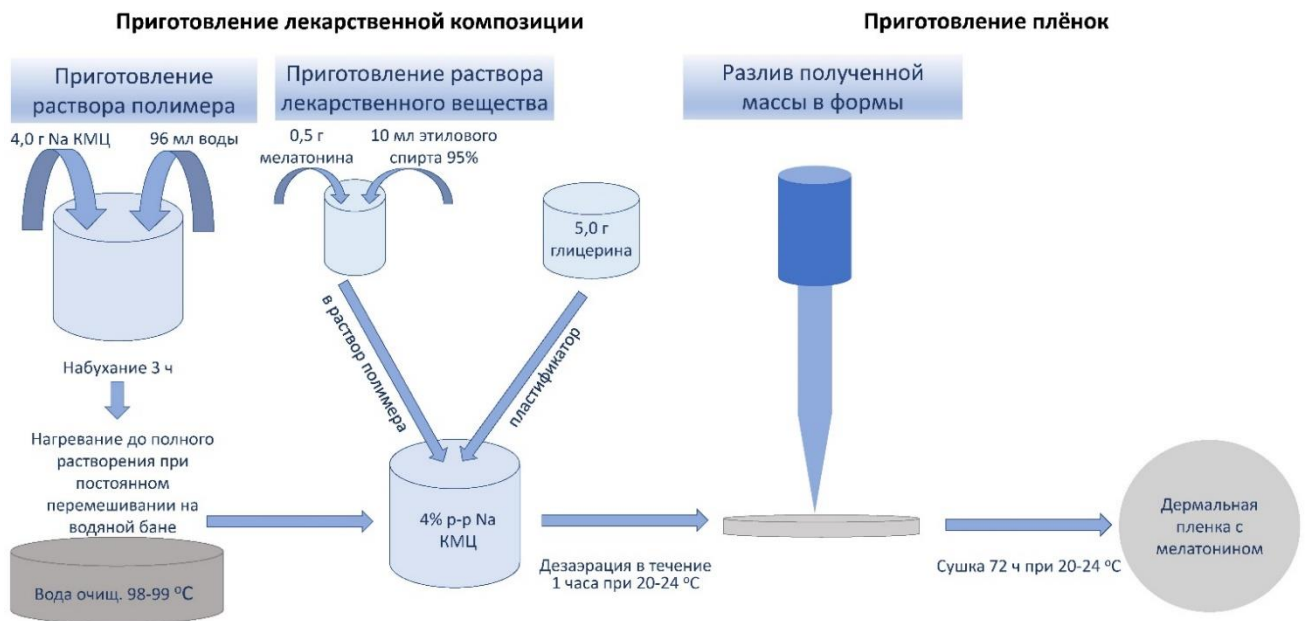 Приготовление лекарственной композиции
Приготовление плёнок
Приготовление
раствора полимера
Приготовление раствора
лекарственного вещества
Разлив полученной
массы в формы
4,0 г Na КМЦ
96 мл воды
0,5 г
мелатонина
10 мл этилового
спирта 95%
5,0 г
глицерина
Набухание 3 ч
в раствор полимера
пластификатор
Нагревание до полного
растворения при
постоянном
перемешивании на
водяной бане
Вода очищ. 98-99 ⁰С
4% р-р Na
КМЦ
Дезаэрация в течение
1 часа при 20-24 ⁰С
Сушка 72 ч при 20-24 ⁰С
Дермальная
пленка с
мелатонином